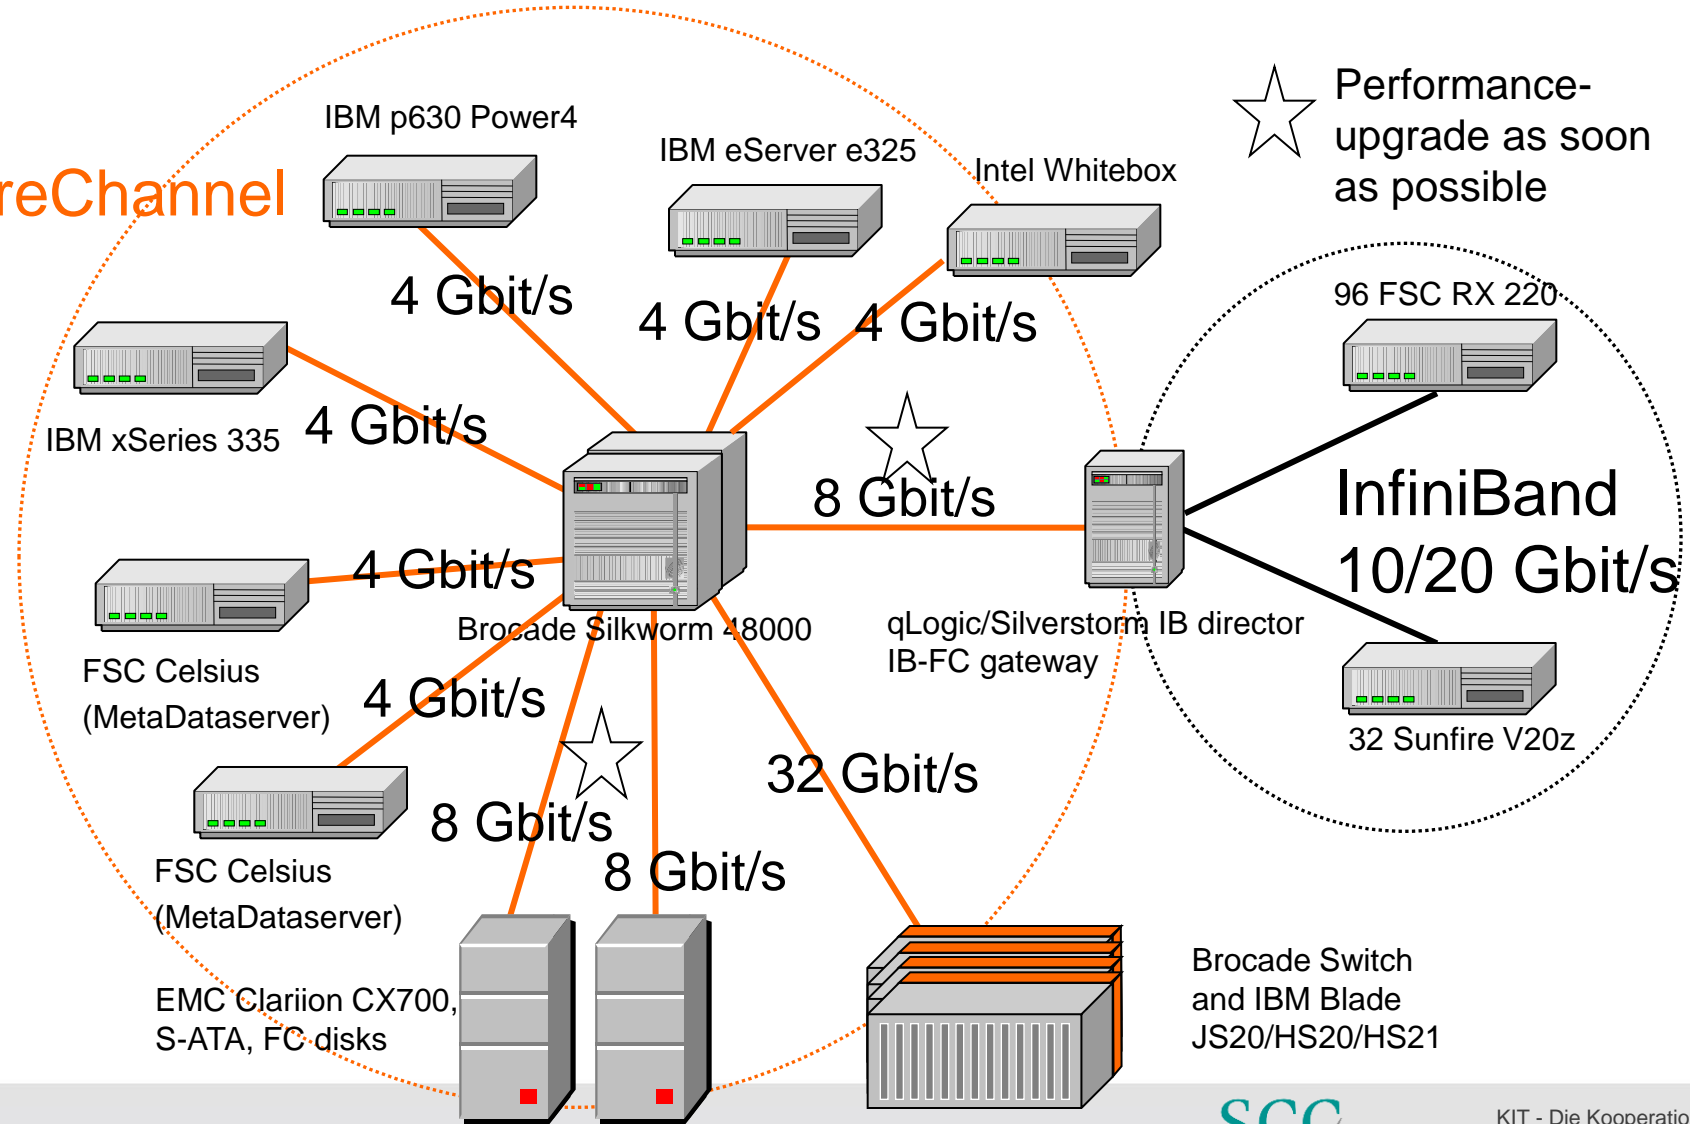 Performance-
upgrade as soon
as possible
IBM p630 Power4
IBM eServer e325
Intel Whitebox
reChannel
4 Gbit/s
4 Gbit/s
4 Gbit/s
96 FSC RX 220
IBM xSeries 335
4 Gbit/s
8 Gbit/s
InfiniBand
10/20 Gbit/s
4 Gbit/s
Brocade Silkworm 48000
qLogic/Silverstorm IB director
IB-FC gateway
FSC Celsius
(MetaDataserver)
4 Gbit/s
32 Sunfire V20z
32 Gbit/s
8 Gbit/s
8 Gbit/s
FSC Celsius
(MetaDataserver)
EMC Clariion CX700,
S-ATA, FC disks
Brocade Switch
and IBM Blade
JS20/HS20/HS21
SCC
KIT - Die Kooperatio